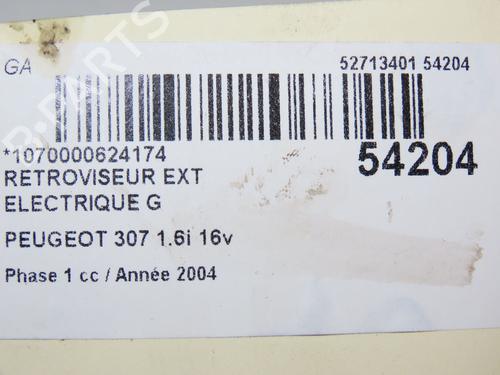 GA
52713401 54204
*1070000624174
54204
RETROVISEUR EXT
ELECTRIQUE G
PEUGEOT 307 1.6i 16v
Phase 1 cc / Année 2004